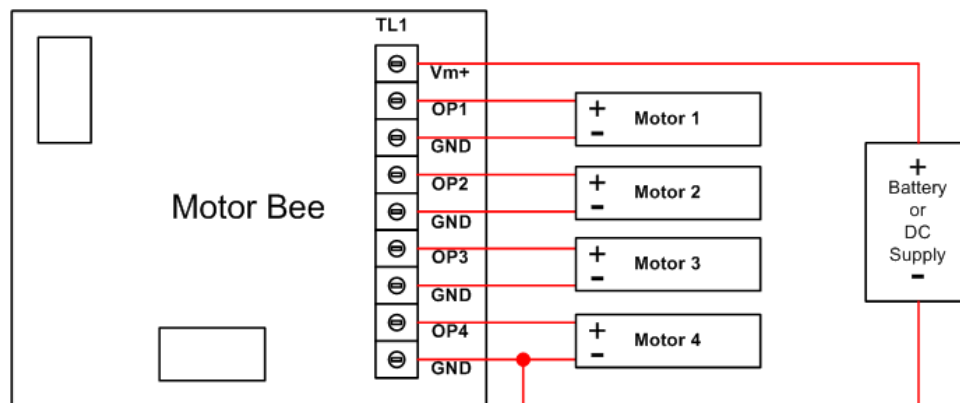 TL1
Vm+
OP1
GND
OP2
GND
OP3
GND
OP4
GND
Motor Bee
+
-
Motor 1
+
-
Motor 2
+
-
Motor 3
+
-
Motor 4
+
Battery
or
DC
Supply
-